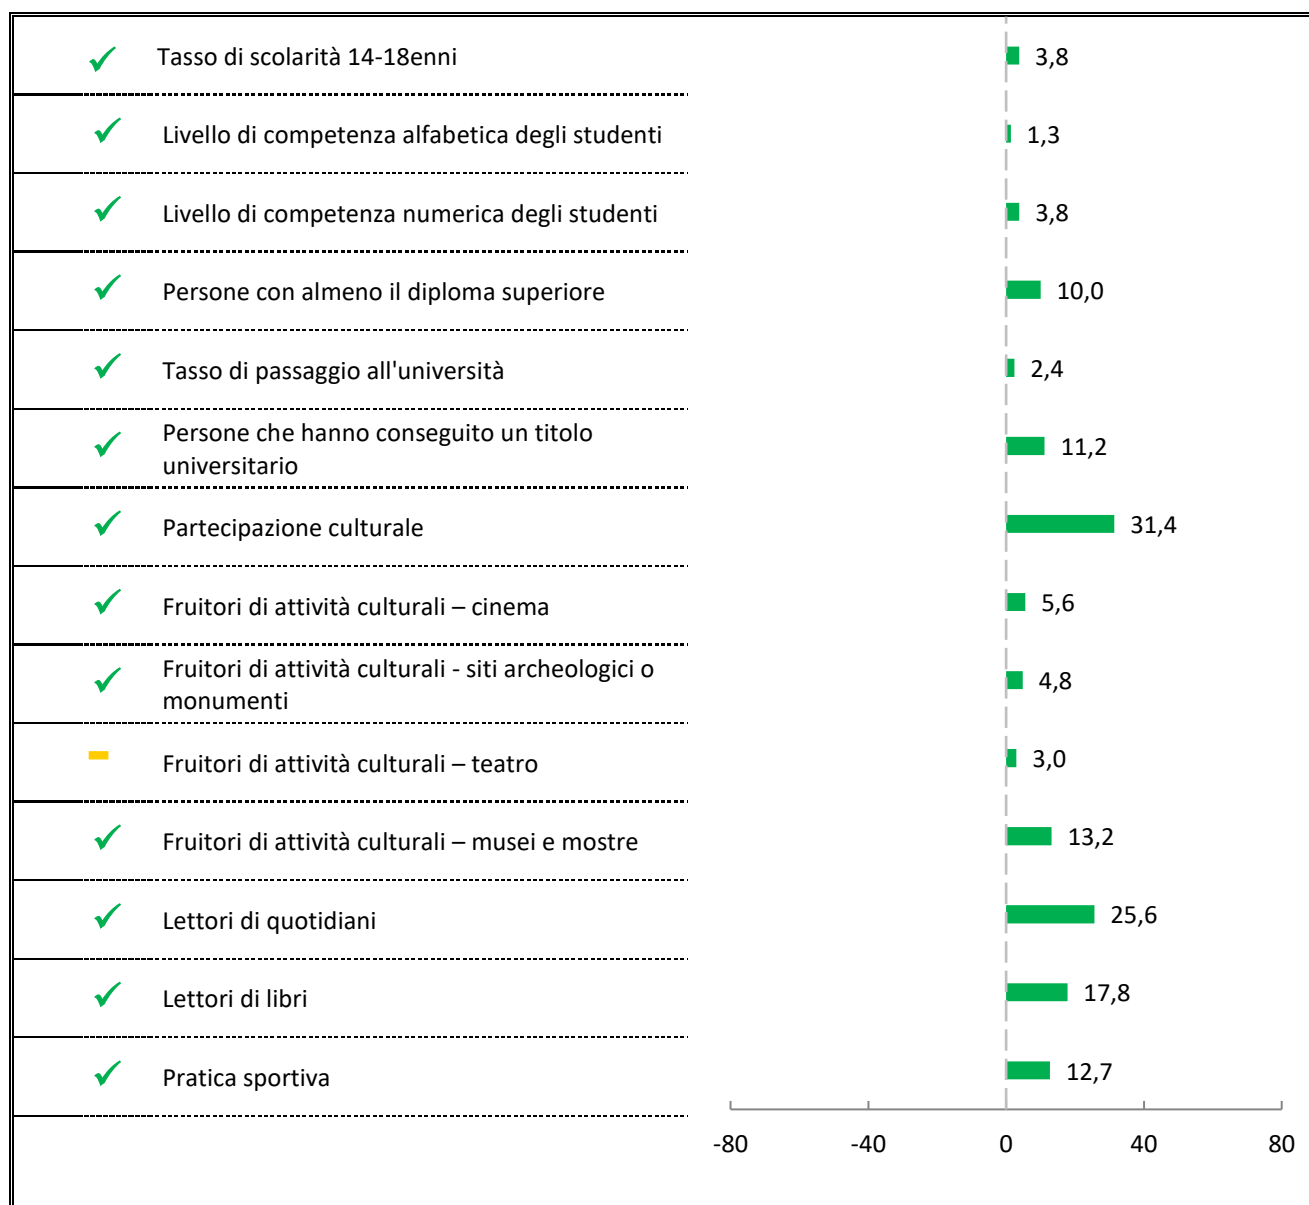 Tasso di scolarità 14-18enni 3,8
Livello di competenza alfabetica degli studenti 1,3
Livello di competenza numerica degli studenti 3,8
Persone con almeno il diploma superiore 10,0
Tasso di passaggio all'università 2,4
Persone che hanno conseguito un titolo
universitario 11,2
Partecipazione culturale 31,4
Fruitori di attività culturali – cinema 5,6
Fruitori di attività culturali - siti archeologici o
monumenti 4,8
Fruitori di attività culturali – teatro 3,0
Fruitori di attività culturali – musei e mostre 13,2
Lettori di quotidiani 25,6
Lettori di libri 17,8
Pratica sportiva 12,7
-80 -40 0 40 80